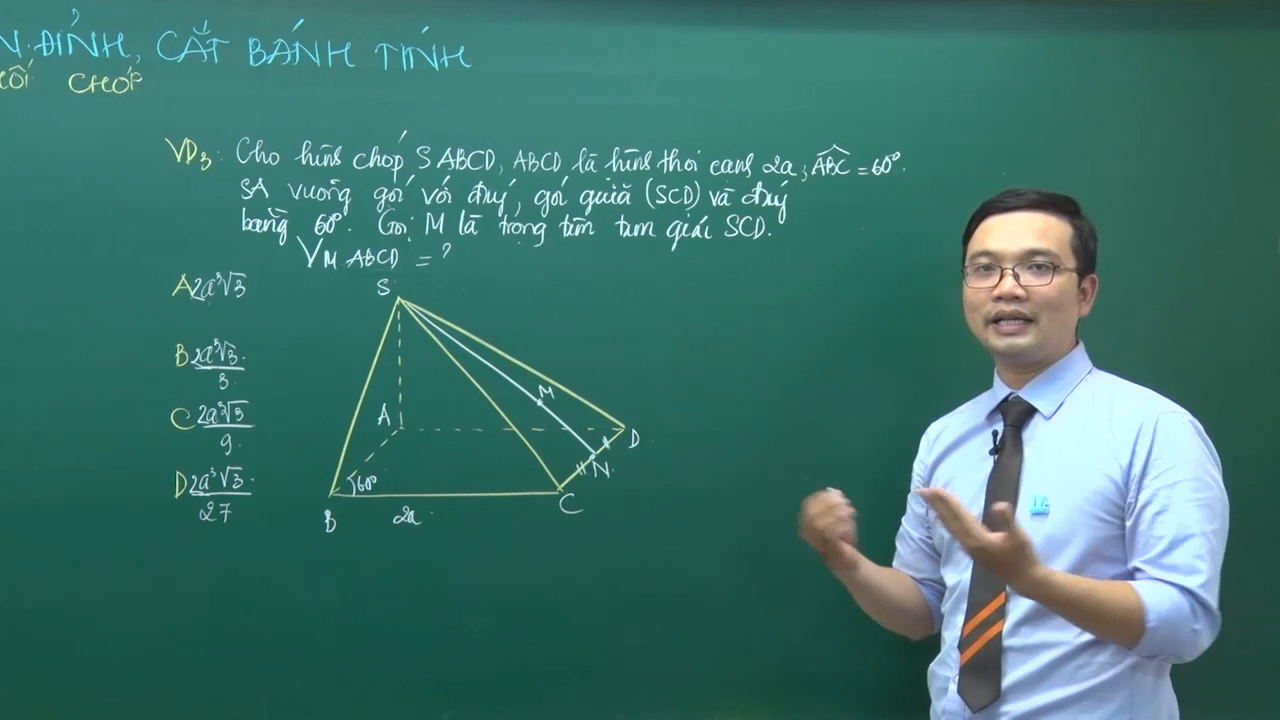 N ĐỈNH, CẮT BÁNH TÍNH
CHÓP
VD3: Cho hình chóp SABCD, ABCD là hình thoi cạnh 2a; ABC = 60°.
SA vuông góc với đáy, góc giữa (SCD) và đáy
bằng 60°. Gọi M là trọng tâm tam giác SCD.
V M ABCD = ?
A 2a³√3
B 2a³√3 / 3
C 2a³√3 / 9
D 2a³√3 / 27
S
M
A
D
N
60°
B
2a
C